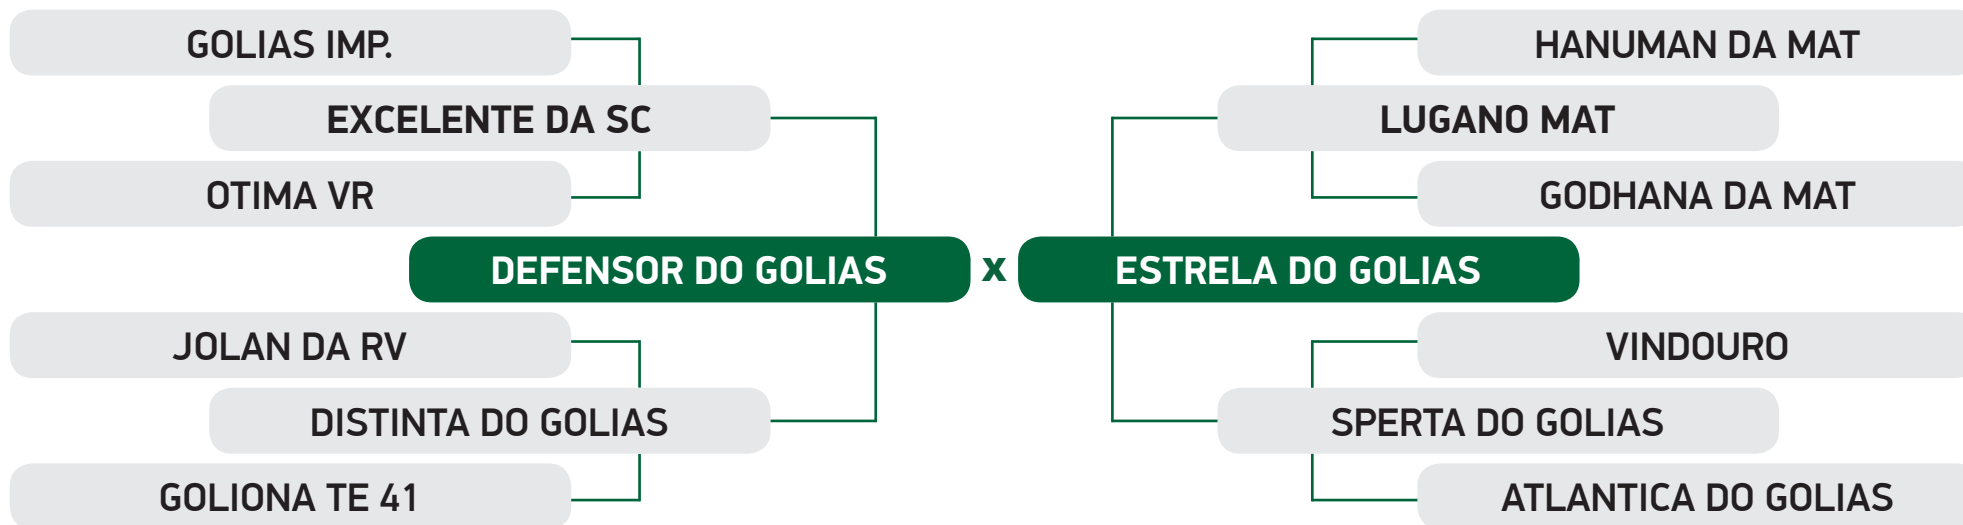 GOLIAS IMP.
HANUMAN DA MAT
EXCELENTE DA SC
LUGANO MAT
OTIMA VR
GODHANA DA MAT
DEFENSOR DO GOLIAS x ESTRELA DO GOLIAS
JOLAN DA RV
VINDOURO
DISTINTA DO GOLIAS
SPERTA DO GOLIAS
GOLIONA TE 41
ATLANTICA DO GOLIAS